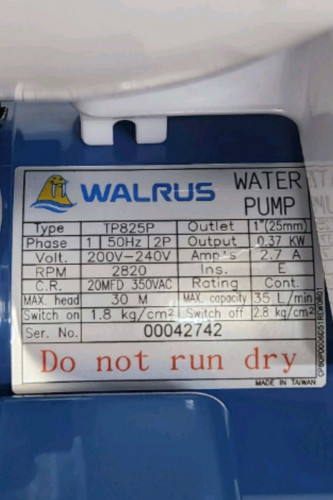 WALRUS WATER PUMP
Type TP825P Outlet 1"(25mm)
Phase 1 50Hz 2P Output 0.37 KW
Volt. 200V-240V Amp's 2.7 A
RPM 2820 Ins. E
C.R. 20MFD 350VAC Rating Cont.
MAX. head 30 M MAX. capacity 35 L/min
Switch on 1.8 kg/cm² Switch off 2.8 kg/cm²
Ser. No. 00042742
Do not run dry
MADE IN TAIWAN